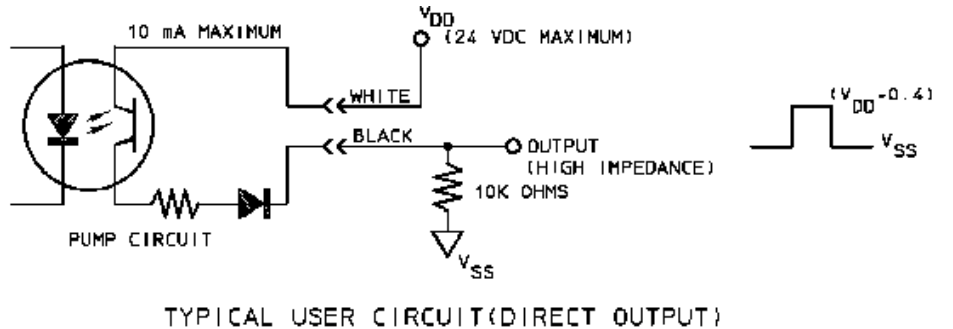 10 mA MAXIMUM
VDD
(24 VDC MAXIMUM)
WHITE
BLACK
OUTPUT
(HIGH IMPEDANCE)
10K OHMS
VSS
PUMP CIRCUIT
(VDD-0.4)
VSS
TYPICAL USER CIRCUIT(DIRECT OUTPUT)